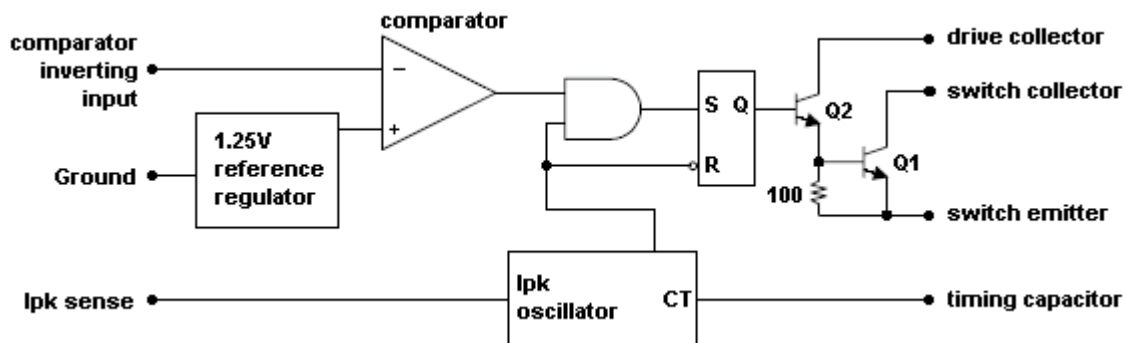 comparator
comparator
inverting
input
−
+
1.25V
reference
regulator
Ground
S Q
R
Q2
Q1
100
drive collector
switch collector
switch emitter
Ipk sense
Ipk
oscillator
CT
timing capacitor